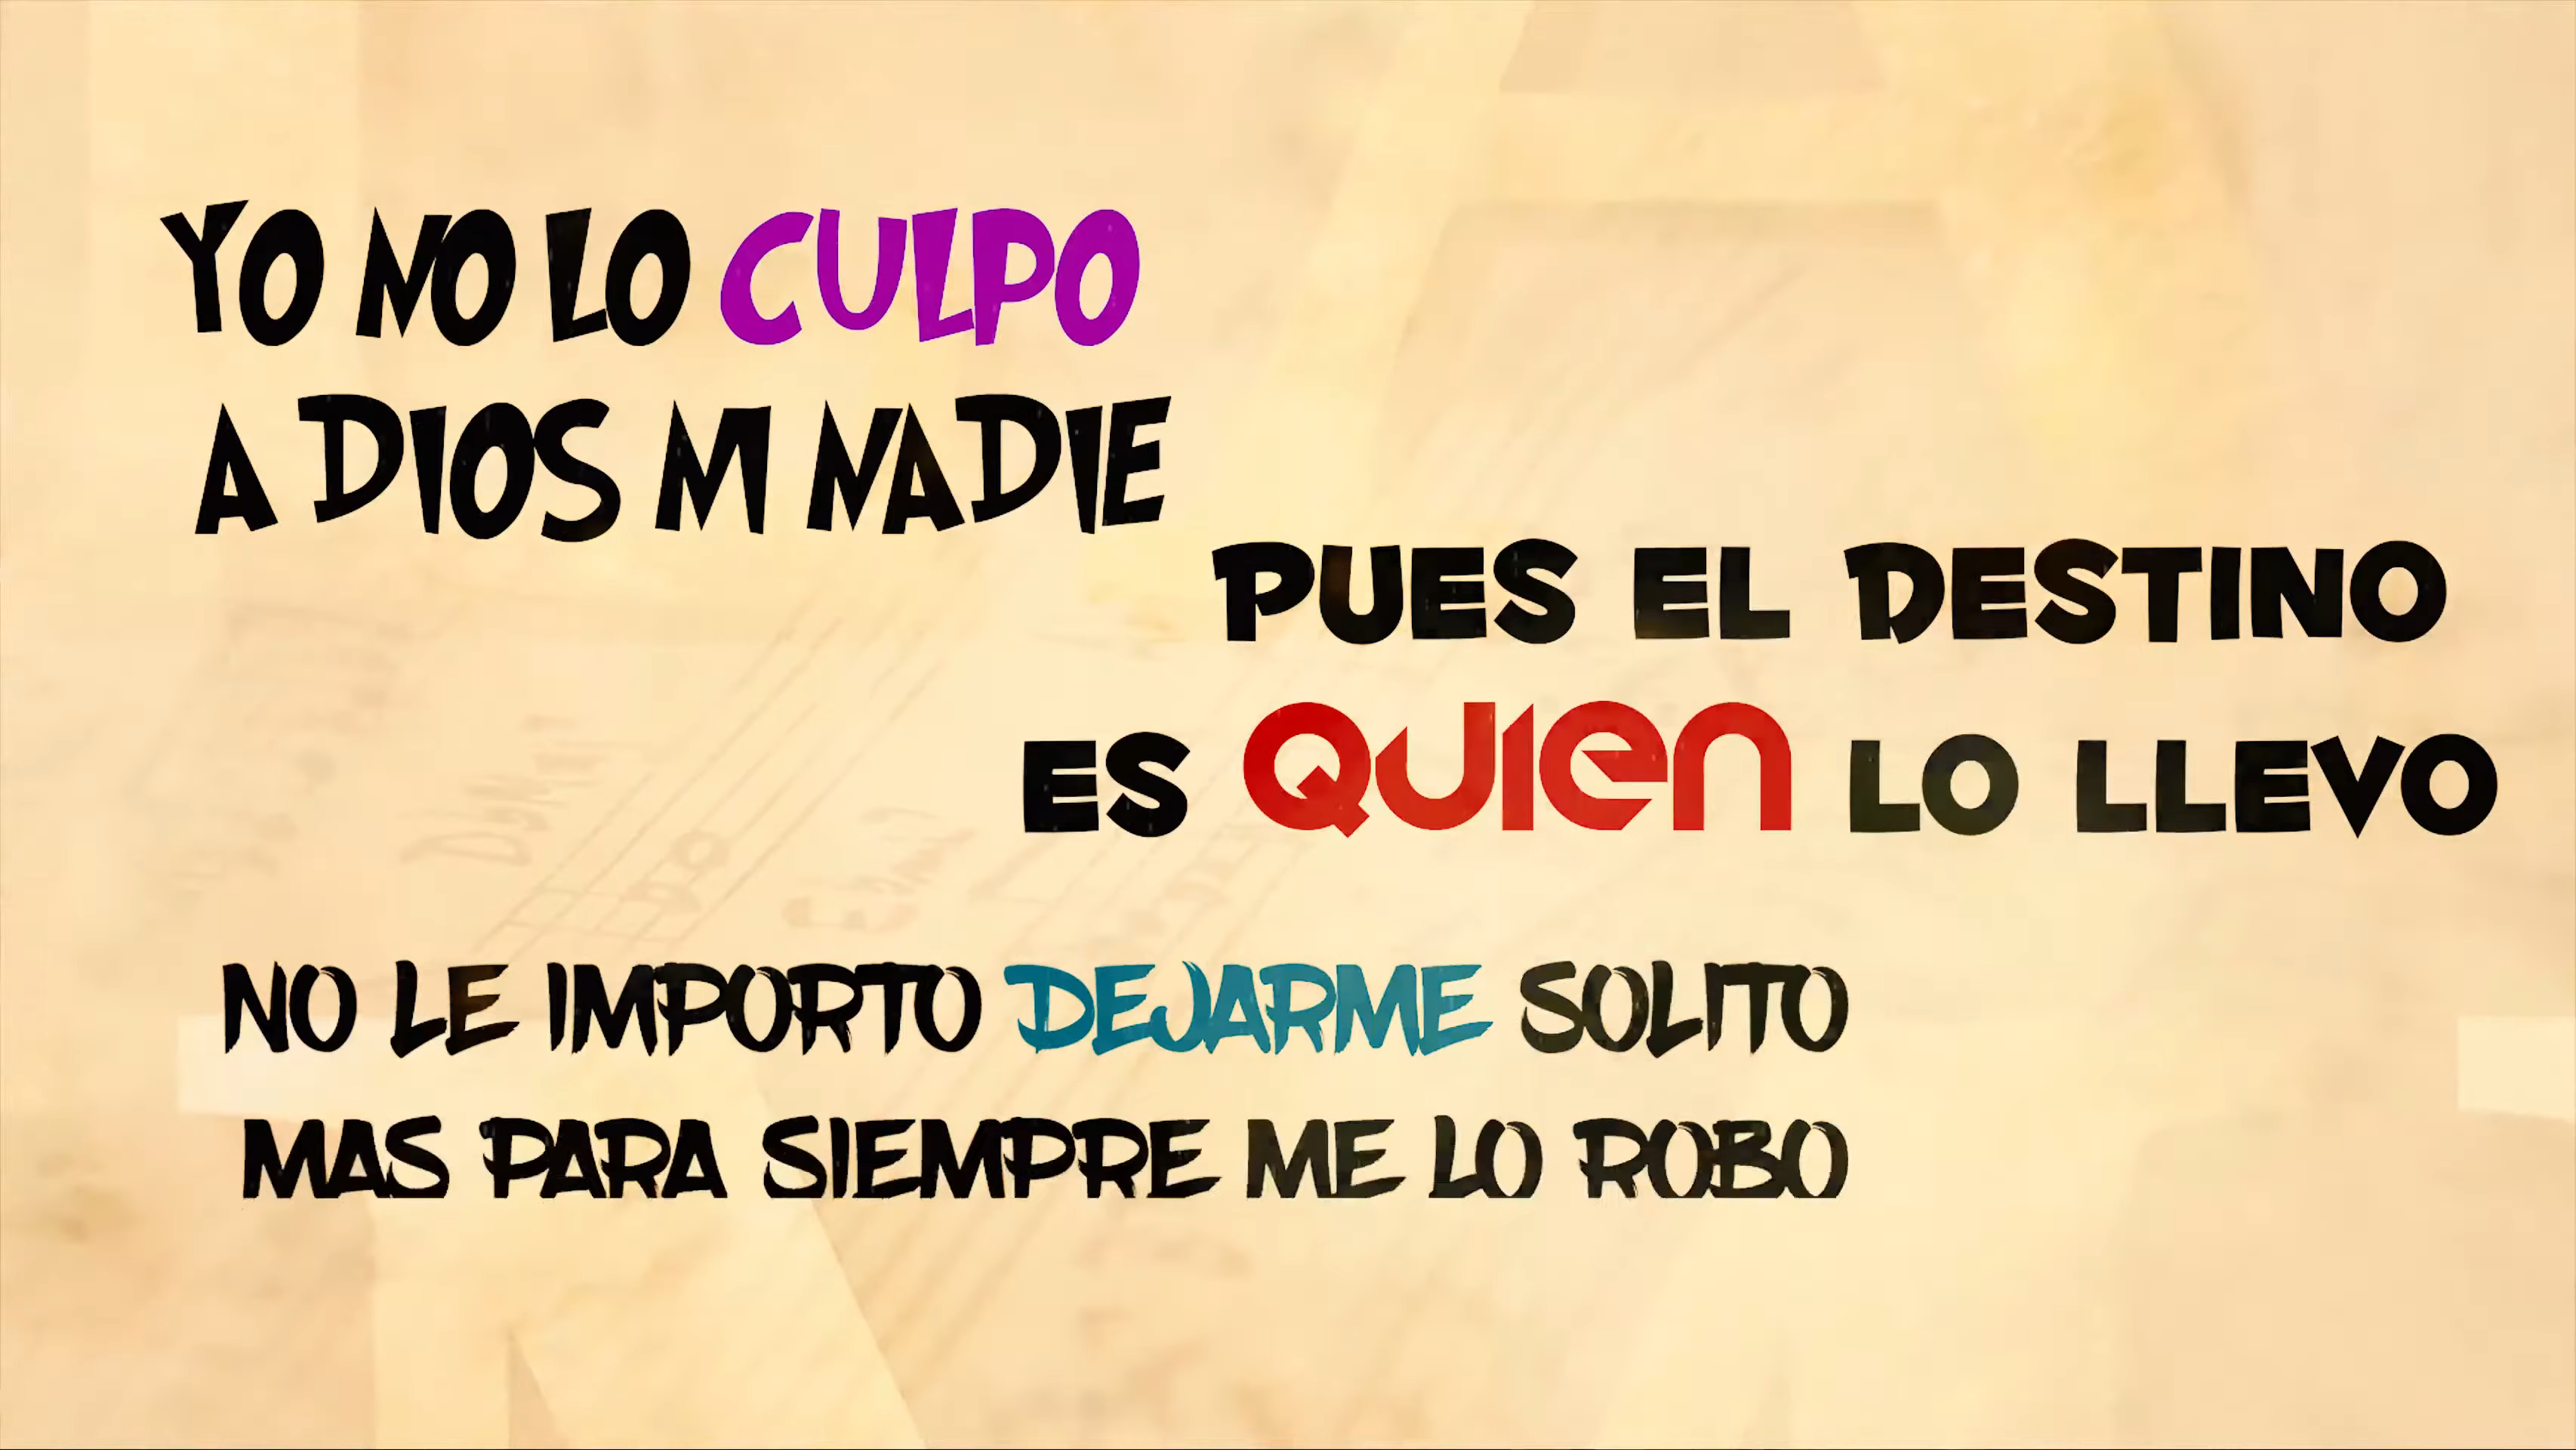 YO NO LO CULPO
A DIOS NI NADIE
PUES EL DESTINO
ES QUIEN LO LLEVO
NO LE IMPORTO DEJARME SOLITO
MAS PARA SIEMPRE ME LO ROBO